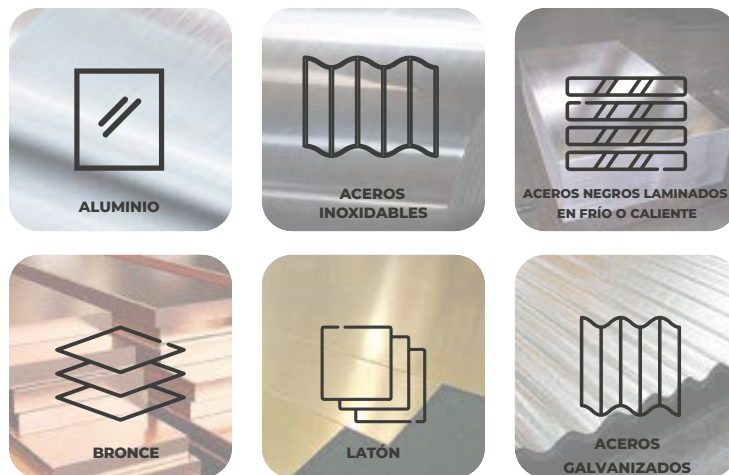 ALUMINIO
ACEROS
INOXIDABLES
ACEROS NEGROS LAMINADOS
EN FRÍO O CALIENTE
BRONCE
LATÓN
ACEROS
GALVANIZADOS